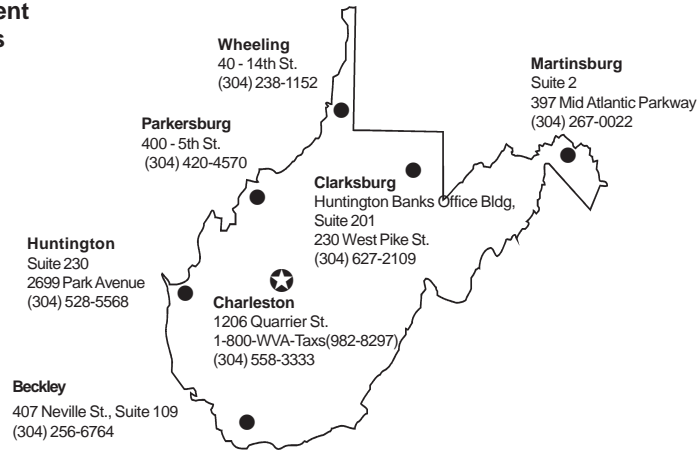 ent
s
Wheeling
40 - 14th St.
(304) 238-1152
Martinsburg
Suite 2
397 Mid Atlantic Parkway
(304) 267-0022
Parkersburg
400 - 5th St.
(304) 420-4570
Clarksburg
Huntington Banks Office Bldg,
Suite 201
230 West Pike St.
(304) 627-2109
Huntington
Suite 230
2699 Park Avenue
(304) 528-5568
Charleston
1206 Quarrier St.
1-800-WVA-Taxs(982-8297)
(304) 558-3333
Beckley
407 Neville St., Suite 109
(304) 256-6764